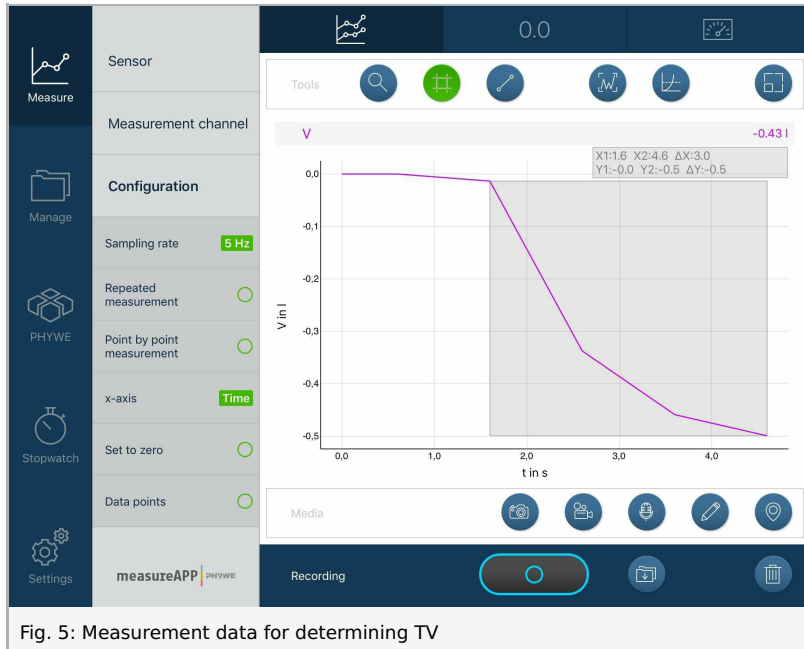 Measure
Manage
PHYWE
Stopwatch
Settings
Sensor
Measurement channel
Configuration
Sampling rate 5 Hz
Repeated
measurement
Point by point
measurement
x-axis Time
Set to zero
Data points
measureAPP PHYWE
0.0
Tools
V -0.43 l
X1:1.6 X2:4.6 ΔX:3.0
Y1:-0.0 Y2:-0.5 ΔY:-0.5
0,0
-0,1
-0,2
-0,3
-0,4
-0,5
V in l
0,0 1,0 2,0 3,0 4,0
t in s
Media
Recording
Fig. 5: Measurement data for determining TV